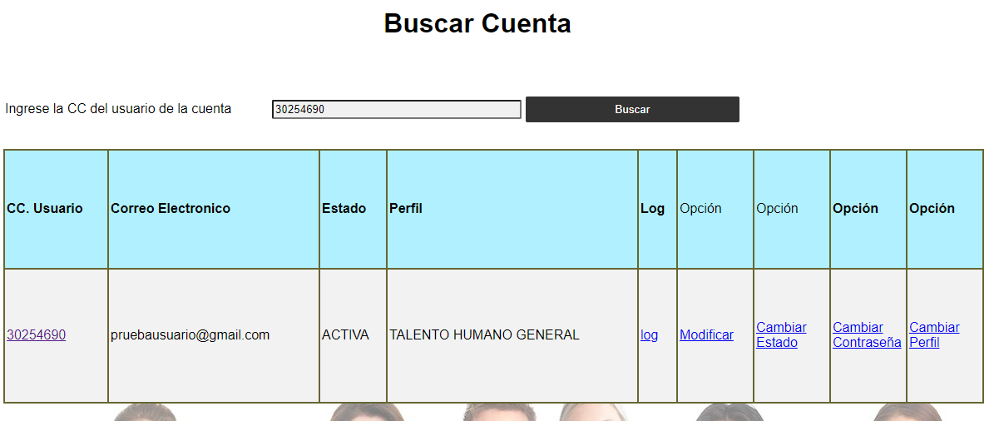 Buscar Cuenta
Ingrese la CC del usuario de la cuenta 30254690 Buscar
CC. Usuario Correo Electronico Estado Perfil Log Opción Opción Opción Opción
30254690 pruebausuario@gmail.com ACTIVA TALENTO HUMANO GENERAL log Modificar Cambiar Estado Cambiar Contraseña Cambiar Perfil